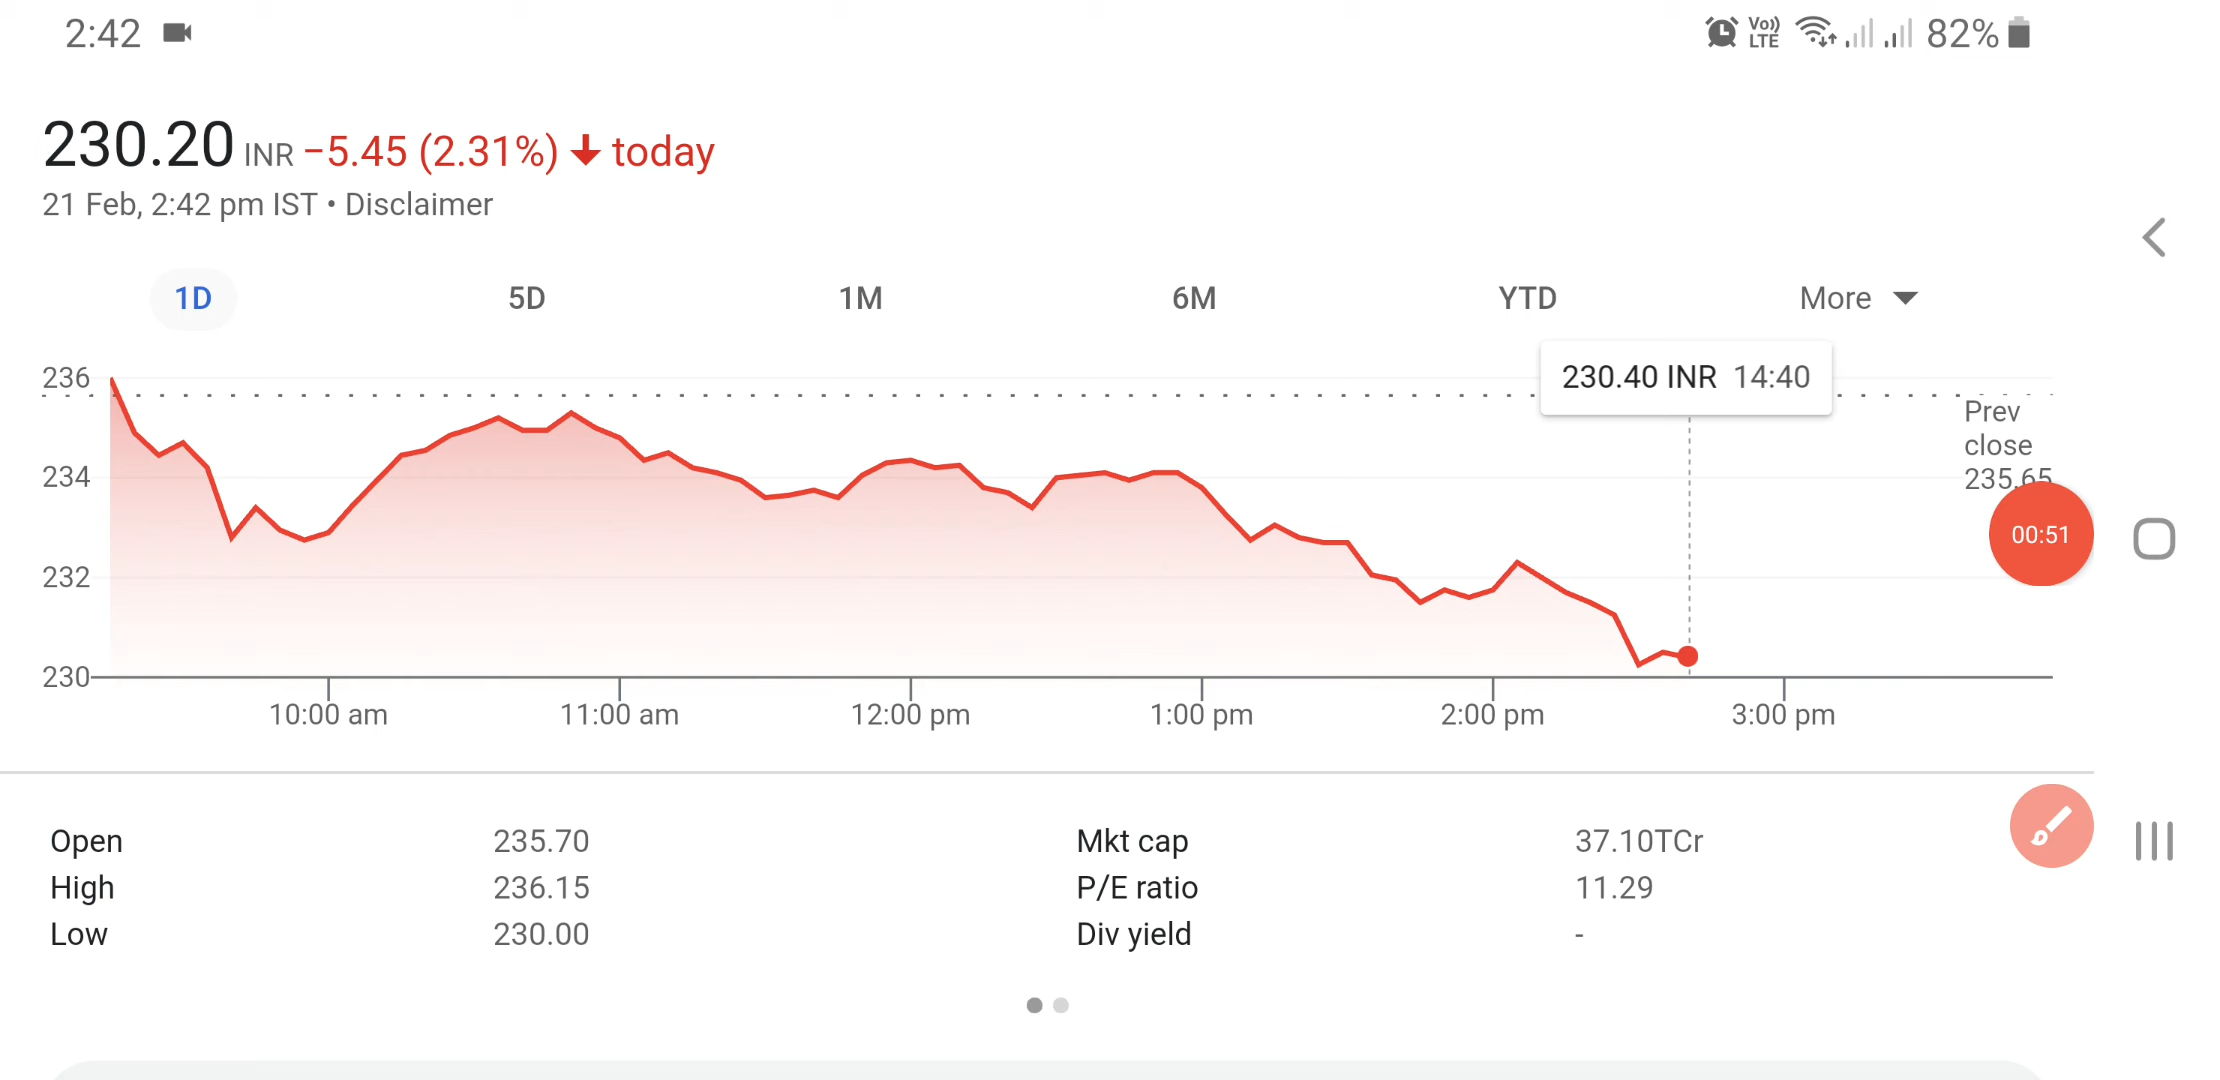 2:42
Vo)) LTE 82%
230.20 INR −5.45 (2.31%) today
21 Feb, 2:42 pm IST • Disclaimer
1D 5D 1M 6M YTD More
230.40 INR 14:40
236
234
232
230
Prev
close
235.65
00:51
10:00 am 11:00 am 12:00 pm 1:00 pm 2:00 pm 3:00 pm
Open 235.70 Mkt cap 37.10TCr
High 236.15 P/E ratio 11.29
Low 230.00 Div yield -